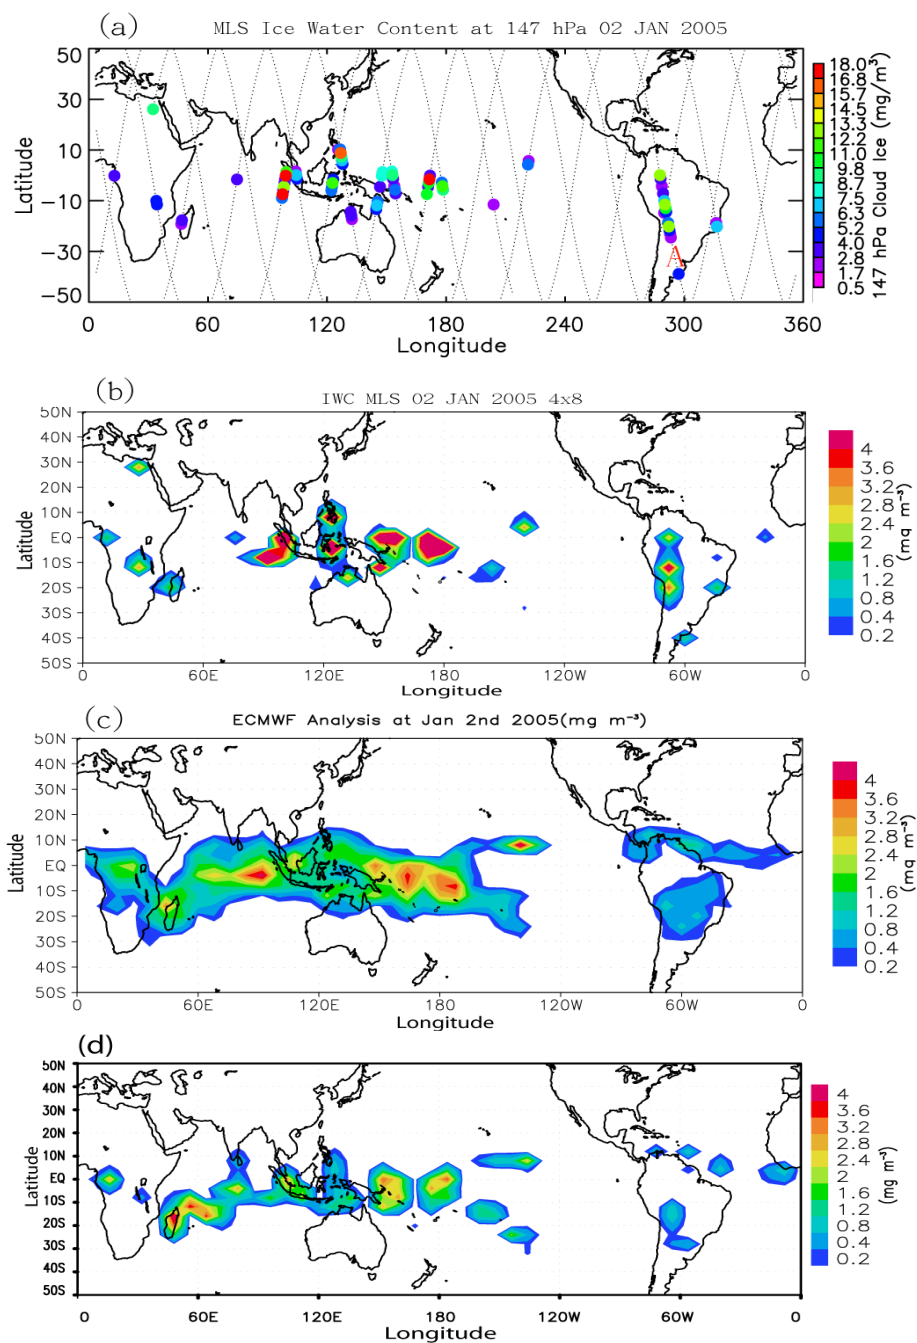 (a)
MLS Ice Water Content at 147 hPa 02 JAN 2005
50
30
10
−10
−30
−50
Latitude
0 60 120 180 240 300 360
Longitude
A
18.0
16.8
15.7
14.5
13.3
12.2
11.0
9.8
8.7
7.5
6.3
5.2
4.0
2.8
1.7
0.5
147 hPa Cloud Ice (mg/m³)
(b)
IWC MLS 02 JAN 2005 4x8
50N
40N
30N
20N
10N
EQ
10S
20S
30S
40S
50S
Latitude
0 60E 120E 180 120W 60W 0
Longitude
4
3.6
3.2
2.8
2.4
2
1.6
1.2
0.8
0.4
0.2
(mg m⁻³)
(c)
ECMWF Analysis at Jan 2nd 2005(mg m⁻³)
50N
40N
30N
20N
10N
EQ
10S
20S
30S
40S
50S
Latitude
0 60E 120E 180 120W 60W 0
Longitude
4
3.6
3.2
2.8
2.4
2
1.6
1.2
0.8
0.4
0.2
(mg m⁻³)
(d)
50N
40N
30N
20N
10N
EQ
10S
20S
30S
40S
50S
Latitude
0 60E 120E 180 120W 60W 0
Longitude
4
3.6
3.2
2.8
2.4
2
1.6
1.2
0.8
0.4
0.2
(mg m⁻³)